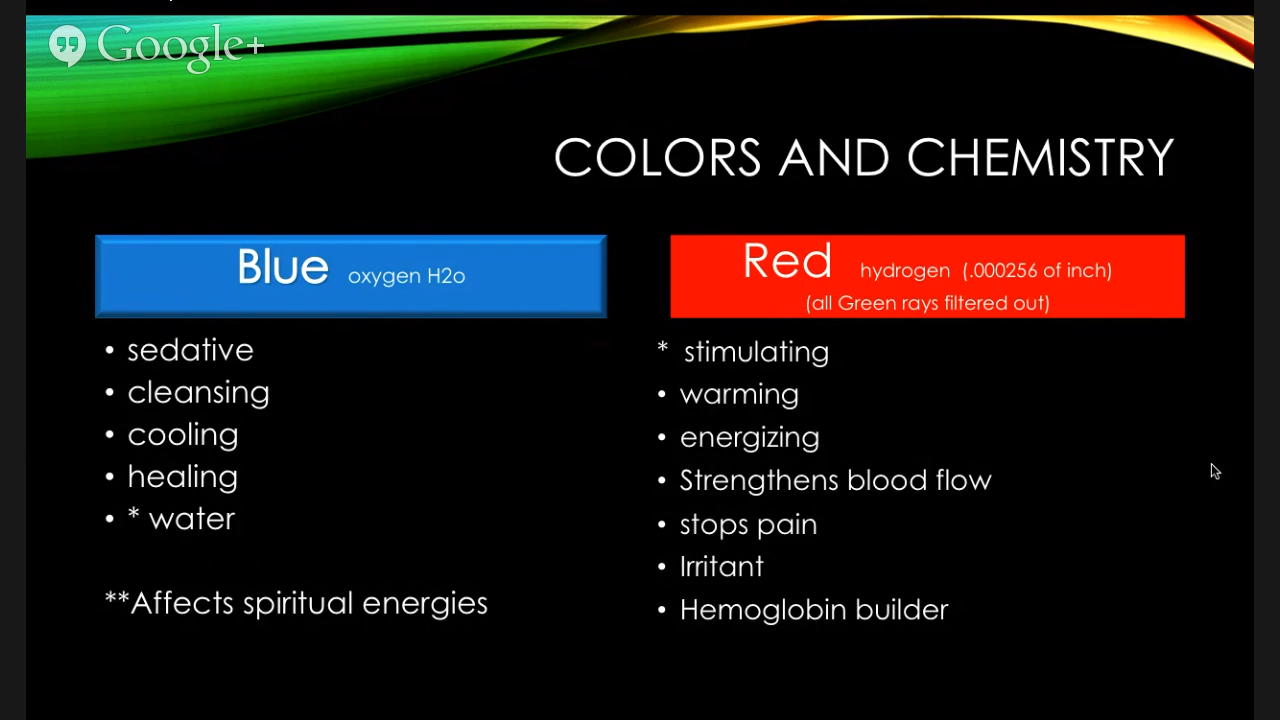 Google+
COLORS AND CHEMISTRY
Blue oxygen H2o
• sedative
• cleansing
• cooling
• healing
• * water
**Affects spiritual energies
Red hydrogen (.000256 of inch)
(all Green rays filtered out)
* stimulating
• warming
• energizing
• Strengthens blood flow
• stops pain
• Irritant
• Hemoglobin builder